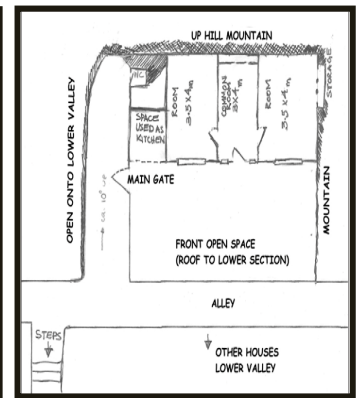 UP HILL MOUNTAIN
W.C
ROOM
3.5 X 4 m
COMMON
ROOM
3 X 4 m
ROOM
3.5 X 4 m
STORAGE
SPACE
USED AS
KITCHEN
OPEN ONTO LOWER VALLEY
MAIN GATE
MOUNTAIN
FRONT OPEN SPACE
(ROOF TO LOWER SECTION)
ALLEY
STEPS
OTHER HOUSES
LOWER VALLEY